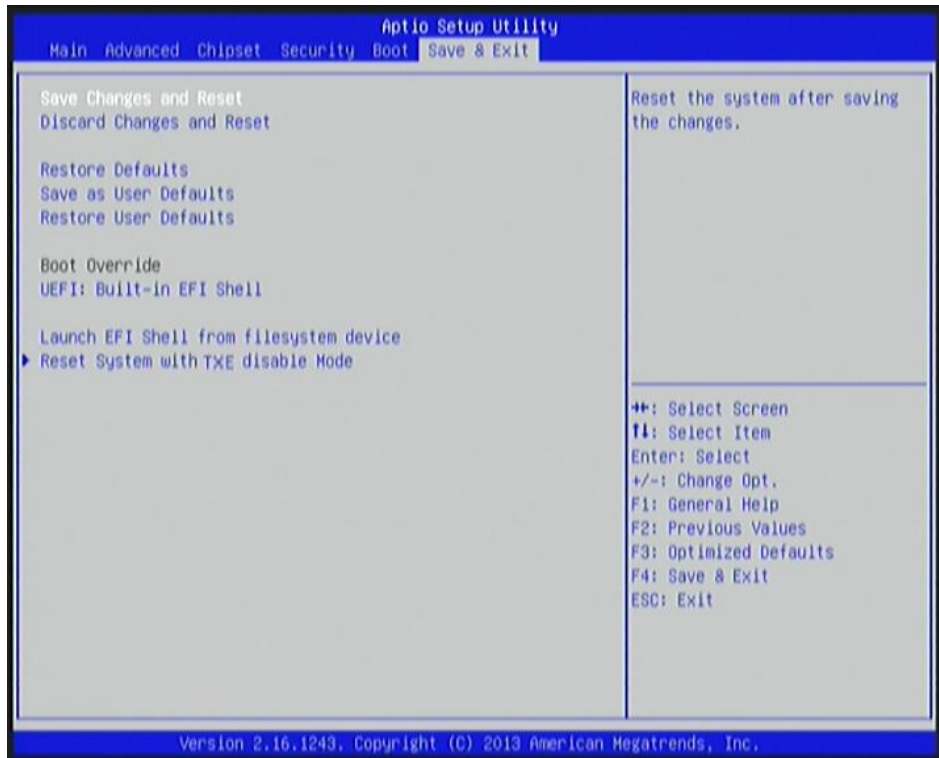 Aptio Setup Utility
Main Advanced Chipset Security Boot Save & Exit
Save Changes and Reset
Discard Changes and Reset
Restore Defaults
Save as User Defaults
Restore User Defaults
Boot Override
UEFI: Built-in EFI Shell
Launch EFI Shell from filesystem device
Reset System with TXE disable Mode
Reset the system after saving
the changes.
→←: Select Screen
↑↓: Select Item
Enter: Select
+/-: Change Opt.
F1: General Help
F2: Previous Values
F3: Optimized Defaults
F4: Save & Exit
ESC: Exit
Version 2.16.1243. Copyright (C) 2013 American Megatrends, Inc.